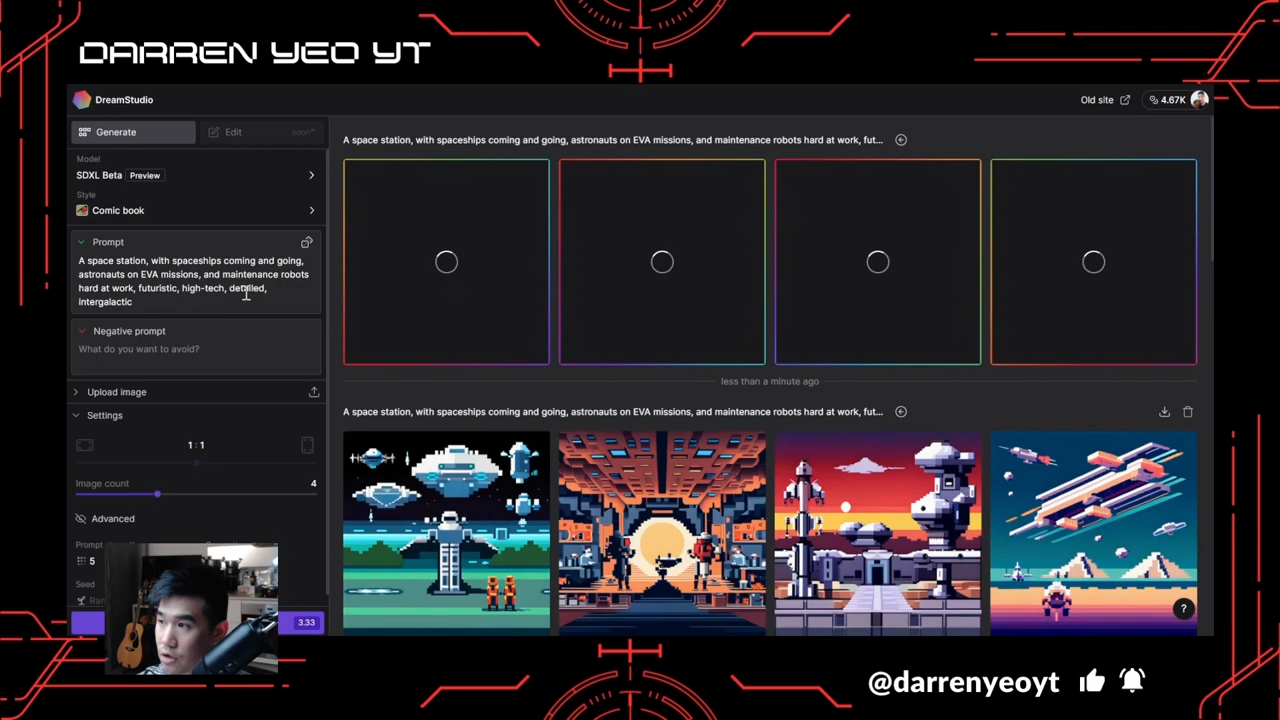 DARREN YEO YT
DreamStudio
Old site
4.67K
Generate
Edit
soon™
Model
SDXL Beta Preview
Style
Comic book
Prompt
A space station, with spaceships coming and going,
astronauts on EVA missions, and maintenance robots
hard at work, futuristic, high-tech, detailed,
intergalactic
Negative prompt
What do you want to avoid?
Upload image
Settings
1:1
Image count 4
Advanced
Prompt
5
Seed
3.33
A space station, with spaceships coming and going, astronauts on EVA missions, and maintenance robots hard at work, fut...
less than a minute ago
A space station, with spaceships coming and going, astronauts on EVA missions, and maintenance robots hard at work, fut...
?
@darrenyeoyt